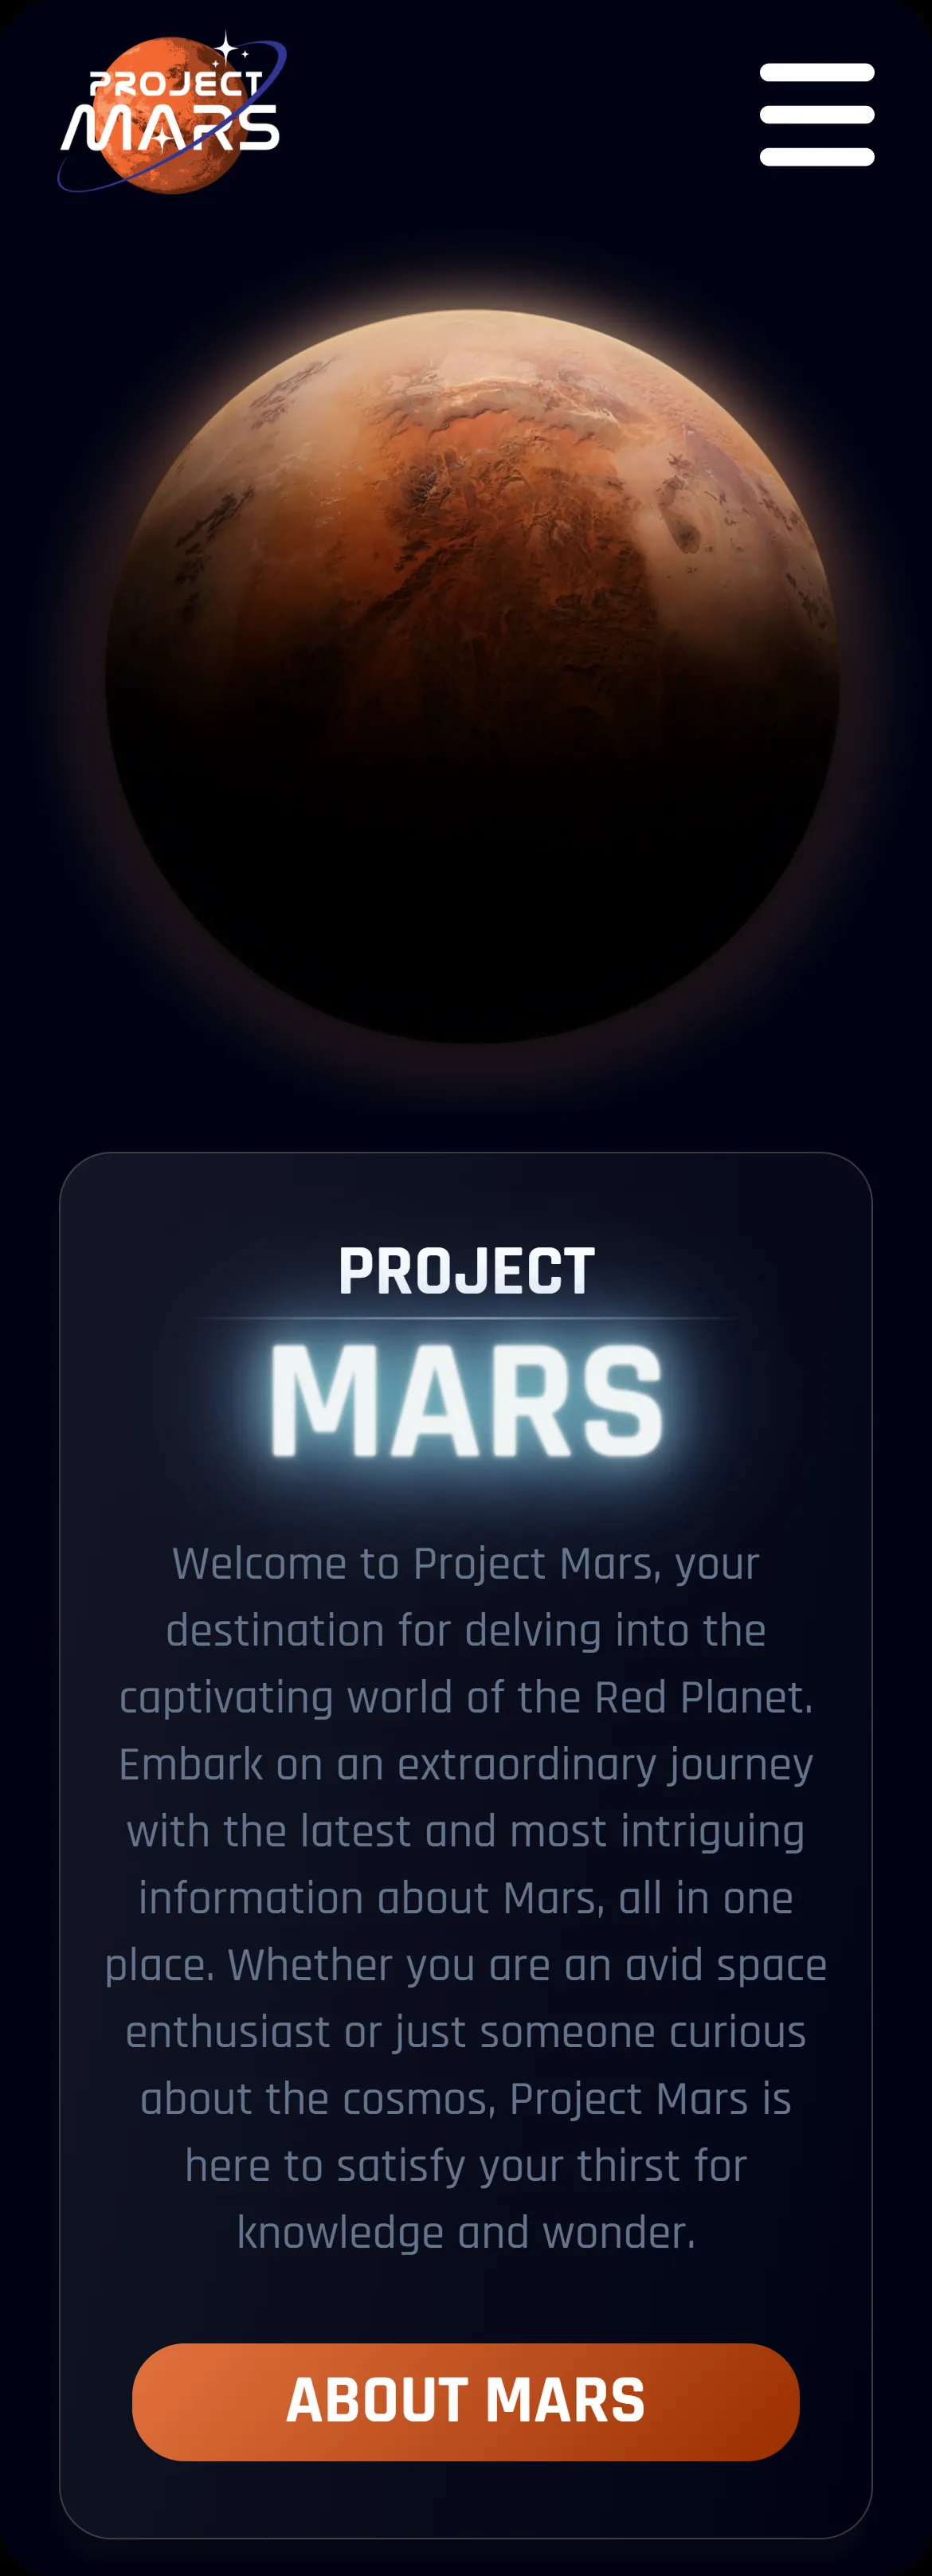 PROJECT
MARS
PROJECT
MARS
Welcome to Project Mars, your
destination for delving into the
captivating world of the Red Planet.
Embark on an extraordinary journey
with the latest and most intriguing
information about Mars, all in one
place. Whether you are an avid space
enthusiast or just someone curious
about the cosmos, Project Mars is
here to satisfy your thirst for
knowledge and wonder.
ABOUT MARS